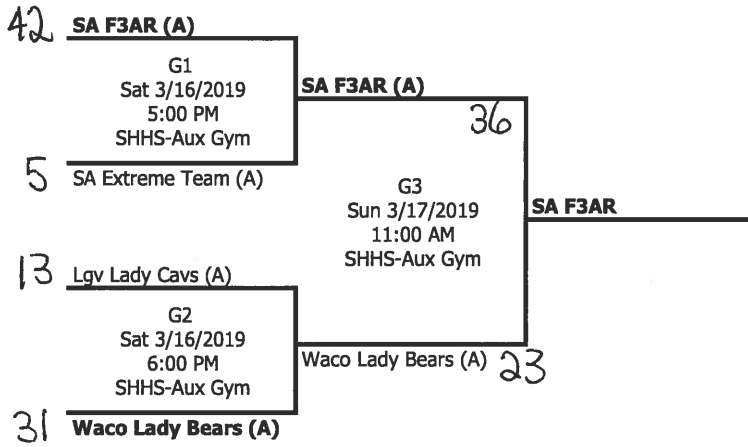 42 SA F3AR (A)
G1
Sat 3/16/2019
5:00 PM
SHHS-Aux Gym
5 SA Extreme Team (A)
SA F3AR (A)
36
13 Lgv Lady Cavs (A)
G2
Sat 3/16/2019
6:00 PM
SHHS-Aux Gym
31 Waco Lady Bears (A)
G3
Sun 3/17/2019
11:00 AM
SHHS-Aux Gym
Waco Lady Bears (A) 23
SA F3AR